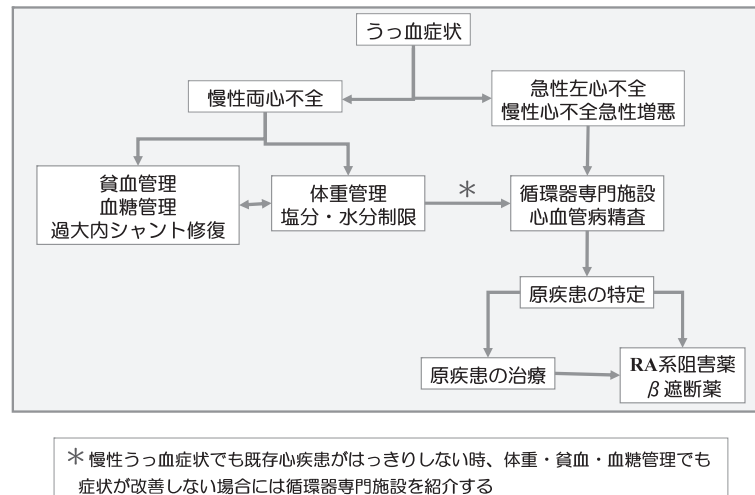 うっ血症状
慢性両心不全
急性左心不全
慢性心不全急性増悪
貧血管理
血糖管理
過大内シャント修復
体重管理
塩分・水分制限
＊
循環器専門施設
心血管病精査
原疾患の特定
原疾患の治療
RA系阻害薬
β遮断薬
＊慢性うっ血症状でも既存心疾患がはっきりしない時、体重・貧血・血糖管理でも
症状が改善しない場合には循環器専門施設を紹介する